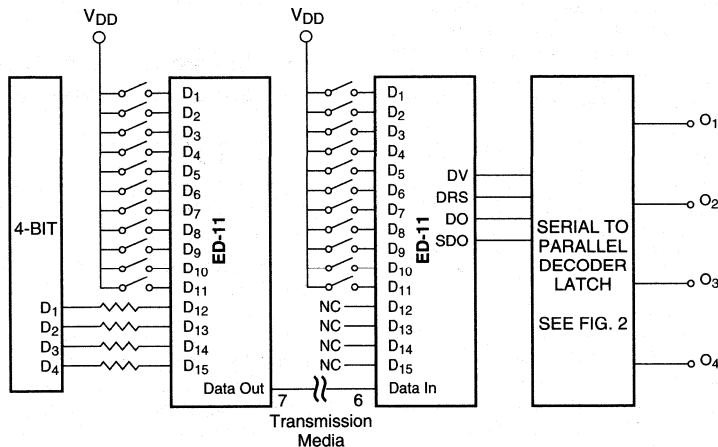 VDD
VDD
4-BIT
D1
D2
D3
D4
D1
D2
D3
D4
D5
D6
D7
D8
D9
D10
D11
D12
D13
D14
D15
ED-11
Data Out
7
Transmission
Media
6
NC
NC
NC
NC
D1
D2
D3
D4
D5
D6
D7
D8
D9
D10
D11
D12
D13
D14
D15
ED-11
Data In
DV
DRS
DO
SDO
SERIAL TO
PARALLEL
DECODER
LATCH
SEE FIG. 2
O1
O2
O3
O4